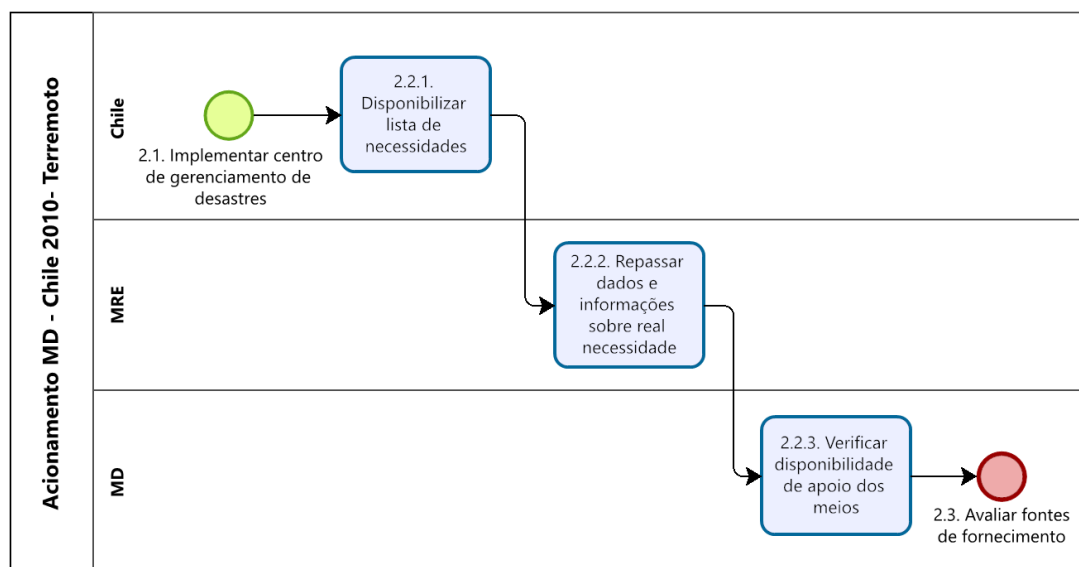 Acionamento MD - Chile 2010- Terremoto
Chile
2.1. Implementar centro
de gerenciamento de
desastres
2.2.1.
Disponibilizar
lista de
necessidades
MRE
2.2.2. Repassar
dados e
informações
sobre real
necessidade
MD
2.2.3. Verificar
disponibilidade
de apoio dos
meios
2.3. Avaliar fontes
de fornecimento